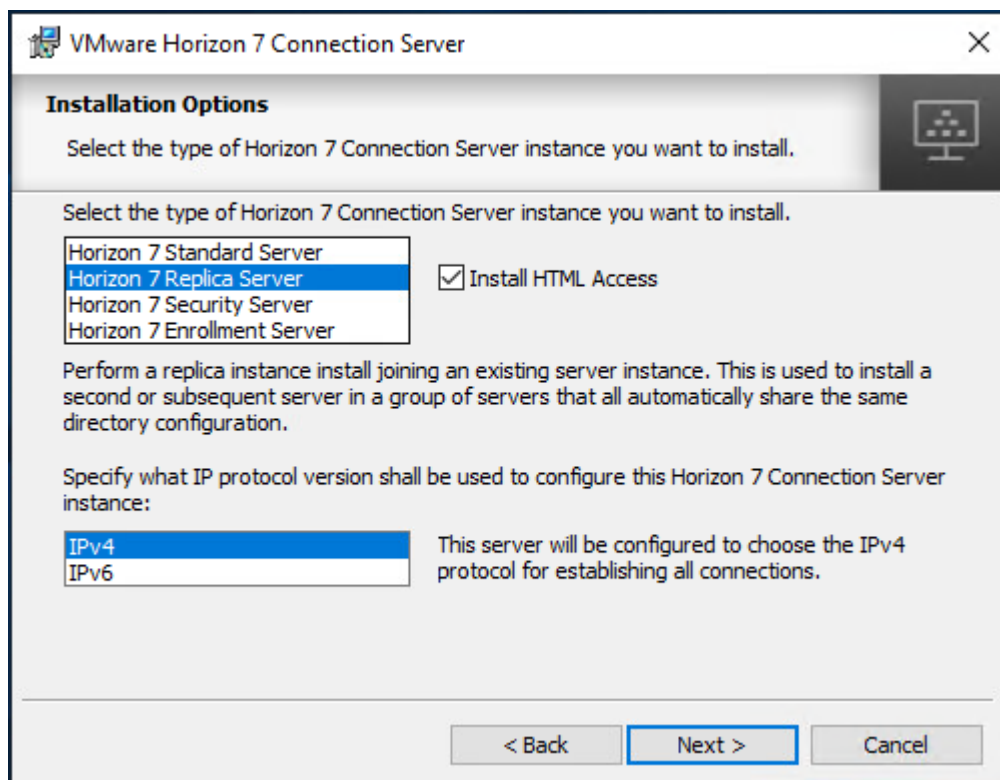 VMware Horizon 7 Connection Server
Installation Options
Select the type of Horizon 7 Connection Server instance you want to install.
Select the type of Horizon 7 Connection Server instance you want to install.
Horizon 7 Standard Server
Horizon 7 Replica Server
Horizon 7 Security Server
Horizon 7 Enrollment Server
Install HTML Access
Perform a replica instance install joining an existing server instance. This is used to install a
second or subsequent server in a group of servers that all automatically share the same
directory configuration.
Specify what IP protocol version shall be used to configure this Horizon 7 Connection Server
instance:
IPv4
IPv6
This server will be configured to choose the IPv4
protocol for establishing all connections.
< Back
Next >
Cancel